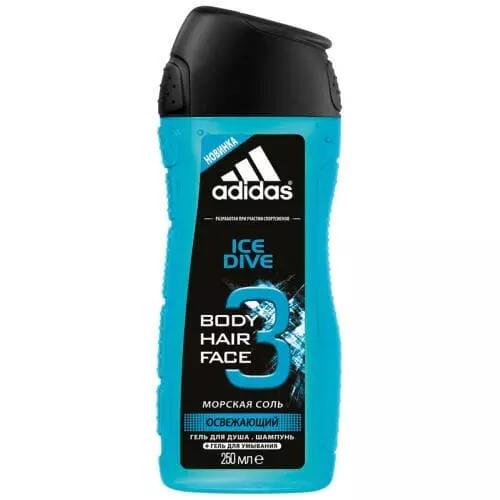 НОВИНКА
adidas
РАЗРАБОТАН ПРИ УЧАСТИИ СПОРТСМЕНОВ
ICE
DIVE
BODY
HAIR
FACE
3
МОРСКАЯ СОЛЬ
ОСВЕЖАЮЩИЙ
ГЕЛЬ ДЛЯ ДУША . ШАМПУНЬ
+ ГЕЛЬ ДЛЯ УМЫВАНИЯ
250 МЛ e